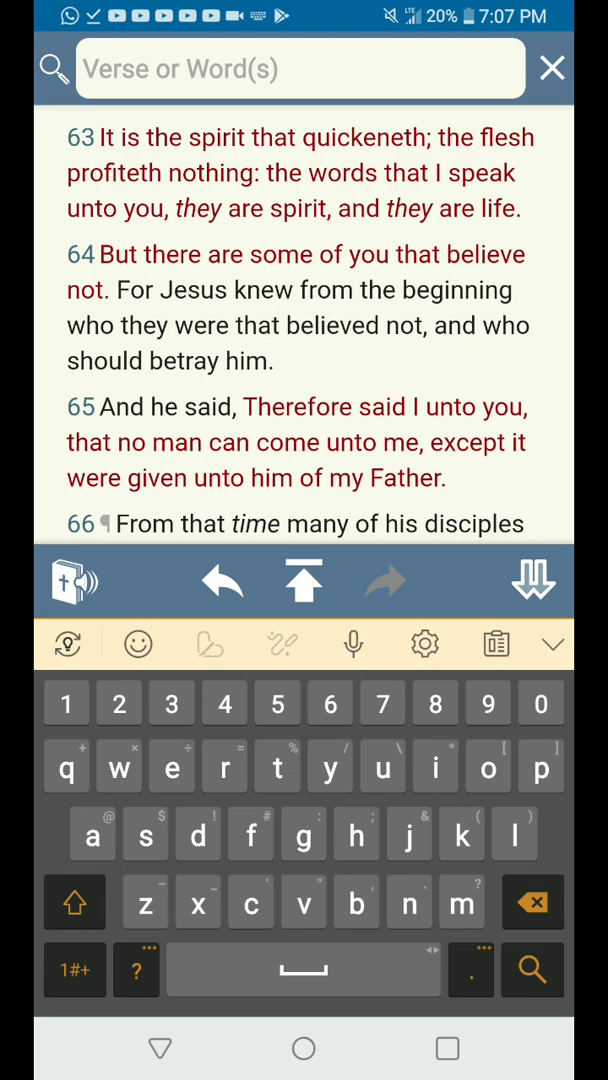 LTE 20% 7:07 PM
Verse or Word(s)
63 It is the spirit that quickeneth; the flesh
profiteth nothing: the words that I speak
unto you, they are spirit, and they are life.
64 But there are some of you that believe
not. For Jesus knew from the beginning
who they were that believed not, and who
should betray him.
65 And he said, Therefore said I unto you,
that no man can come unto me, except it
were given unto him of my Father.
66 ¶ From that time many of his disciples
1 2 3 4 5 6 7 8 9 0
+ × ÷ = % / \ * [ ]
q w e r t y u i o p
@ $ ! # : ; & ( )
a s d f g h j k l
- _ ' " , . ?
z x c v b n m
1#+ ? .